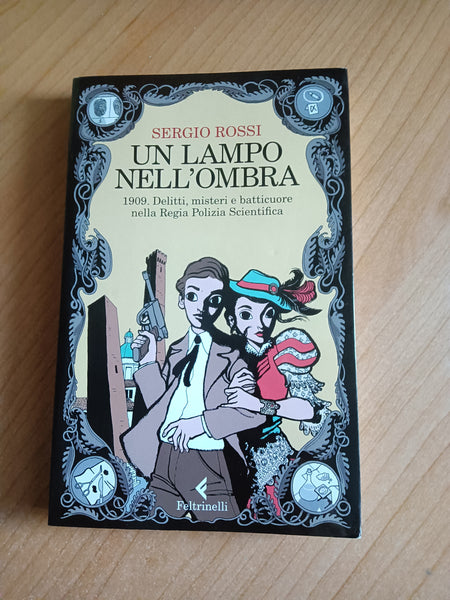 SERGIO ROSSI
UN LAMPO
NELL'OMBRA
1909. Delitti, misteri e batticuore
nella Regia Polizia Scientifica
Feltrinelli